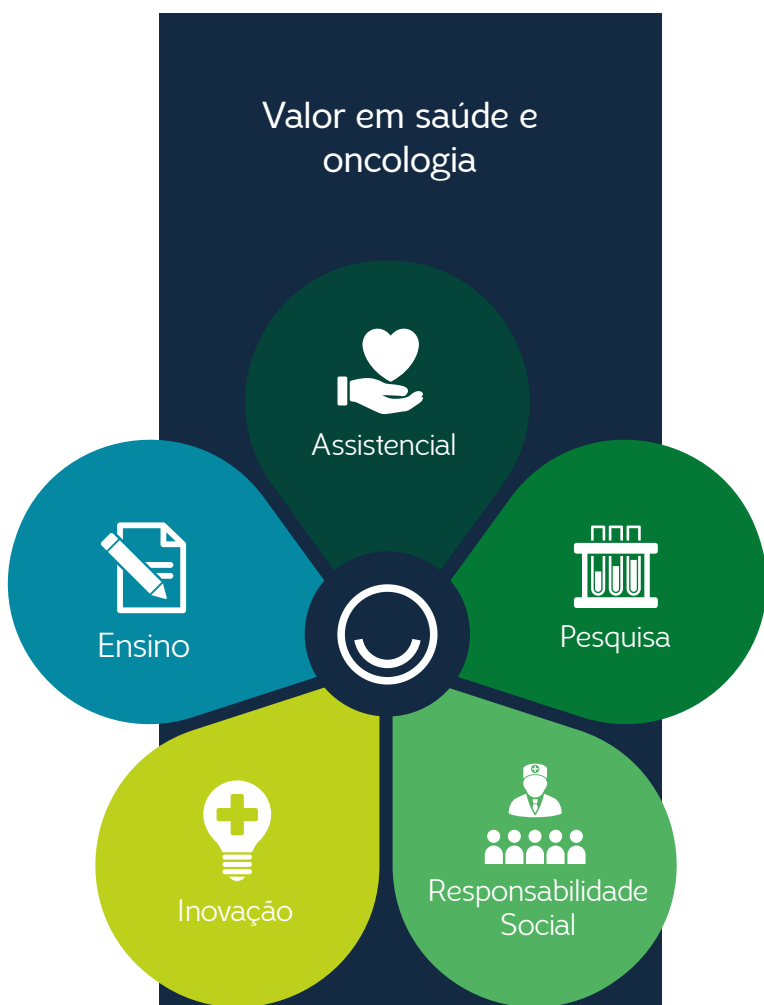 Valor em saúde e
oncologia
Assistencial
Ensino
Pesquisa
Inovação
Responsabilidade
Social